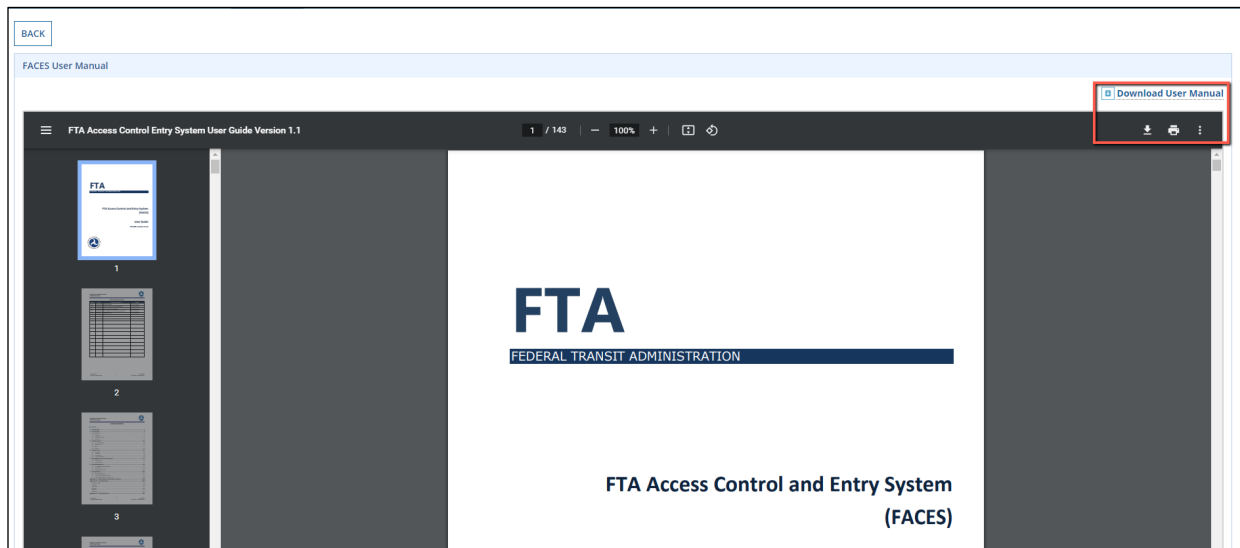 BACK
FACES User Manual
Download User Manual
FTA Access Control Entry System User Guide Version 1.1
1 / 143
100%
FTA
1
2
3
FTA
FEDERAL TRANSIT ADMINISTRATION
FTA Access Control and Entry System
(FACES)